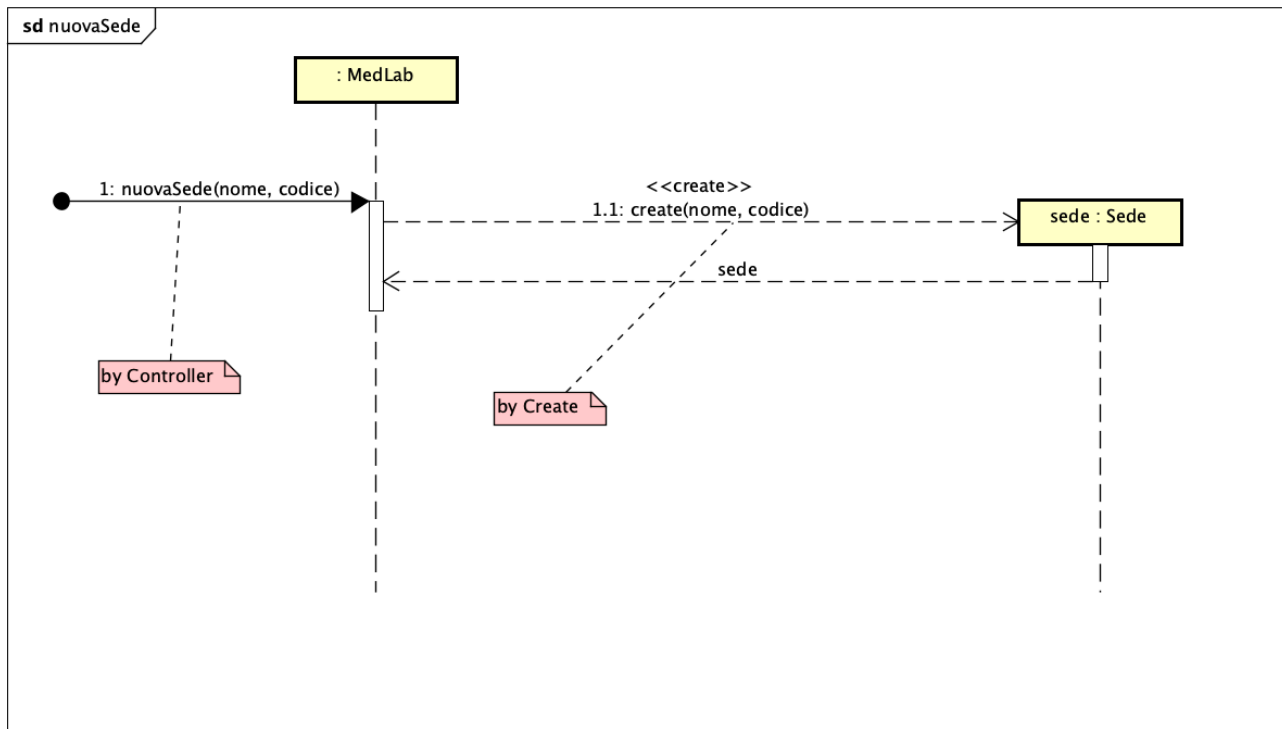 sd nuovaSede
: MedLab
1: nuovaSede(nome, codice)
<<create>>
1.1: create(nome, codice)
sede : Sede
sede
by Controller
by Create